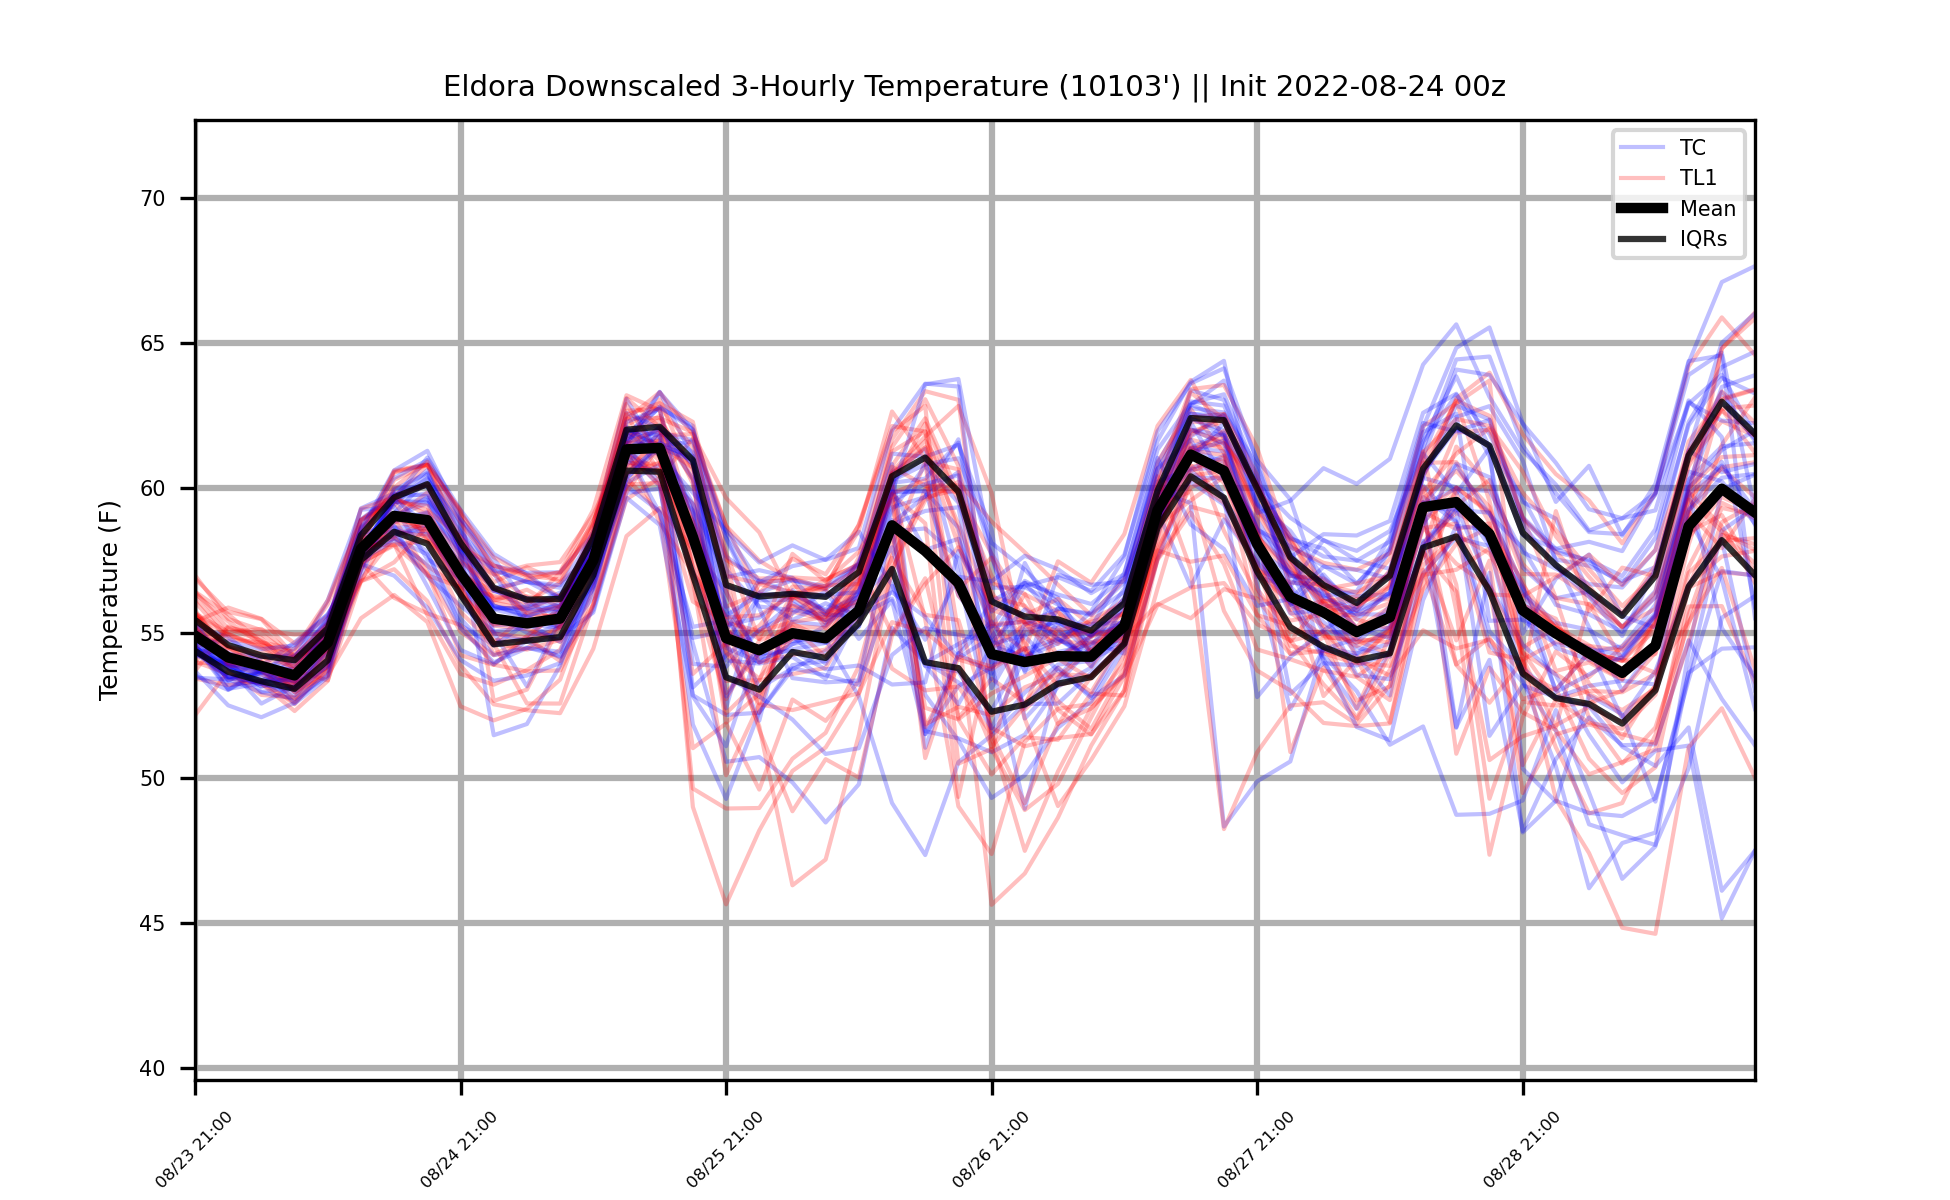 Eldora Downscaled 3-Hourly Temperature (10103') || Init 2022-08-24 00z
TC
TL1
Mean
IQRs
Temperature (F)
70
65
60
55
50
45
40
08/23 21:00
08/24 21:00
08/25 21:00
08/26 21:00
08/27 21:00
08/28 21:00